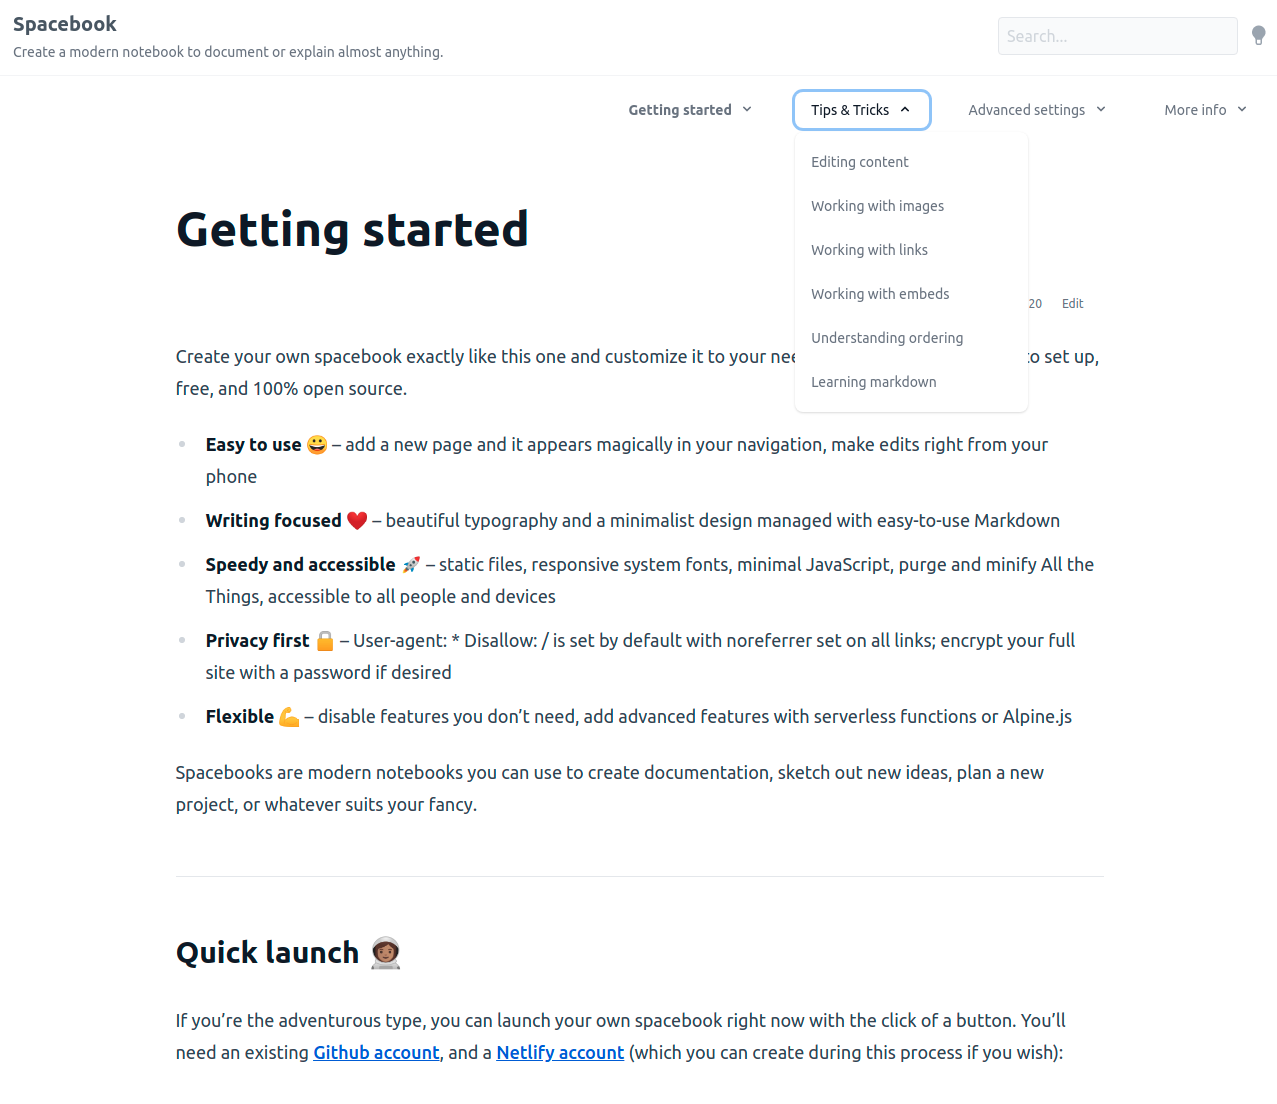 Spacebook
Create a modern notebook to document or explain almost anything.
Search...
Getting started
Tips & Tricks
Advanced settings
More info
Editing content
Working with images
Working with links
Working with embeds
Understanding ordering
Learning markdown
Getting started
20 Edit
Create your own spacebook exactly like this one and customize it to your to set up,
free, and 100% open source.
Easy to use 😀 – add a new page and it appears magically in your navigation, make edits right from your
phone
Writing focused ❤️ – beautiful typography and a minimalist design managed with easy-to-use Markdown
Speedy and accessible 🚀 – static files, responsive system fonts, minimal JavaScript, purge and minify All the
Things, accessible to all people and devices
Privacy first 🔒 – User-agent: * Disallow: / is set by default with noreferrer set on all links; encrypt your full
site with a password if desired
Flexible 💪 – disable features you don’t need, add advanced features with serverless functions or Alpine.js
Spacebooks are modern notebooks you can use to create documentation, sketch out new ideas, plan a new
project, or whatever suits your fancy.
Quick launch 👩🏽‍🚀
If you’re the adventurous type, you can launch your own spacebook right now with the click of a button. You’ll
need an existing Github account, and a Netlify account (which you can create during this process if you wish):